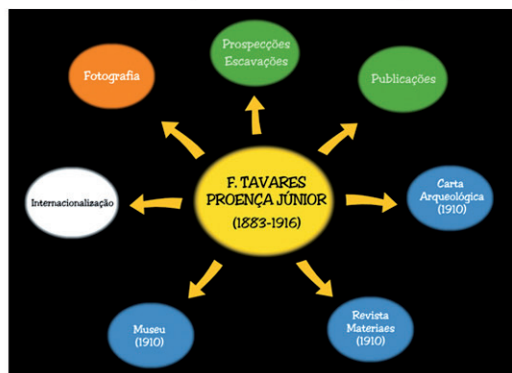 Prospecções
Escavações
Fotografia
Publicações
F. TAVARES
PROENÇA JÚNIOR
(1883-1916)
Internacionalização
Carta
Arqueológica
(1910)
Museu
(1910)
Revista
Materiaes
(1910)